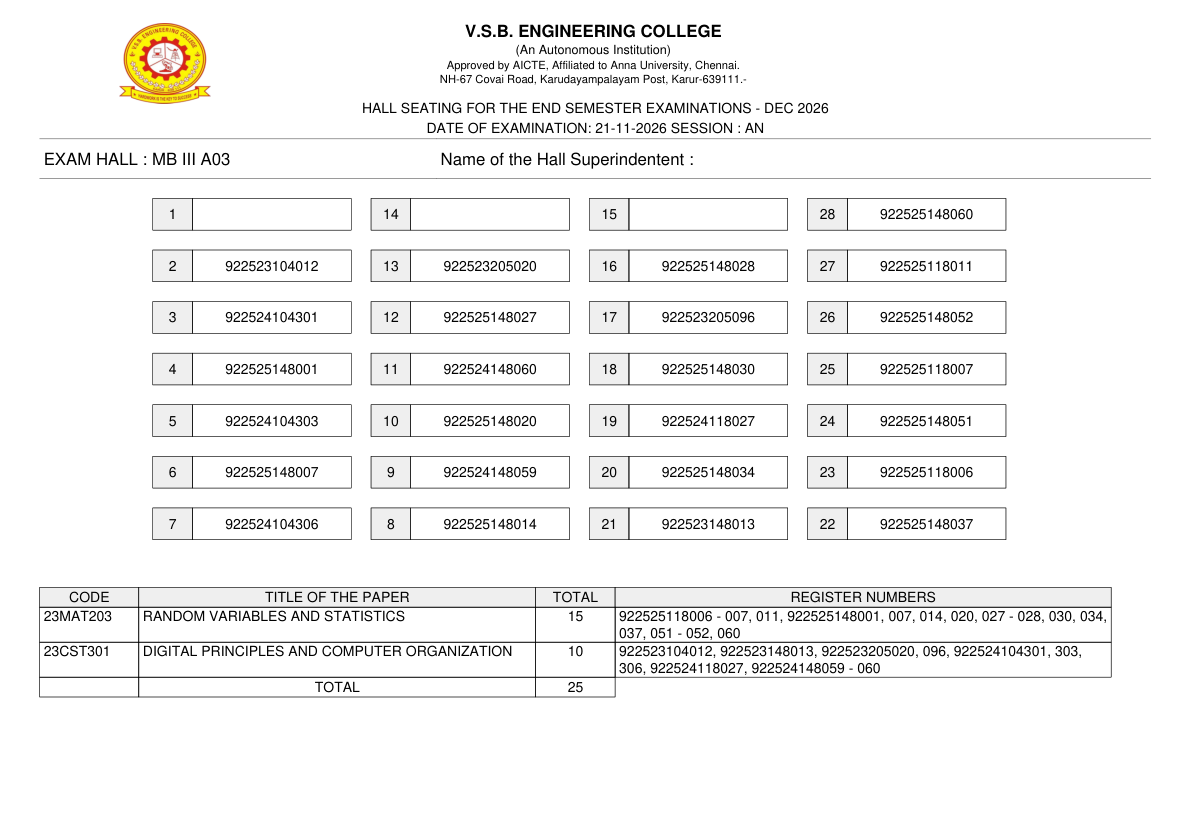 V.S.B. ENGINEERING COLLEGE
(An Autonomous Institution)
Approved by AICTE, Affiliated to Anna University, Chennai.
NH-67 Covai Road, Karudayampalayam Post, Karur-639111.-
HALL SEATING FOR THE END SEMESTER EXAMINATIONS - DEC 2026
DATE OF EXAMINATION: 21-11-2026 SESSION : AN
EXAM HALL : MB III A03 Name of the Hall Superintendent :
1 14 15 28 922525148060
2 922523104012 13 922523205020 16 922525148028 27 922525118011
3 922524104301 12 922525148027 17 922523205096 26 922525148052
4 922525148001 11 922524148060 18 922525148030 25 922525118007
5 922524104303 10 922525148020 19 922524118027 24 922525148051
6 922525148007 9 922524148059 20 922525148034 23 922525118006
7 922524104306 8 922525148014 21 922523148013 22 922525148037
CODE TITLE OF THE PAPER TOTAL REGISTER NUMBERS
23MAT203 RANDOM VARIABLES AND STATISTICS 15 922525118006 - 007, 011, 922525148001, 007, 014, 020, 027 - 028, 030, 034,
037, 051 - 052, 060
23CST301 DIGITAL PRINCIPLES AND COMPUTER ORGANIZATION 10 922523104012, 922523148013, 922523205020, 096, 922524104301, 303,
306, 922524118027, 922524148059 - 060
TOTAL 25